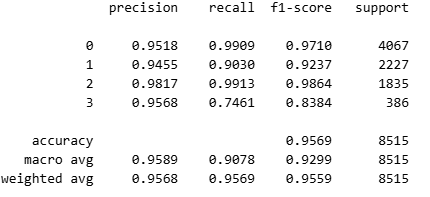 precision recall f1-score support
0 0.9518 0.9909 0.9710 4067
1 0.9455 0.9030 0.9237 2227
2 0.9817 0.9913 0.9864 1835
3 0.9568 0.7461 0.8384 386
accuracy 0.9569 8515
macro avg 0.9589 0.9078 0.9299 8515
weighted avg 0.9568 0.9569 0.9559 8515